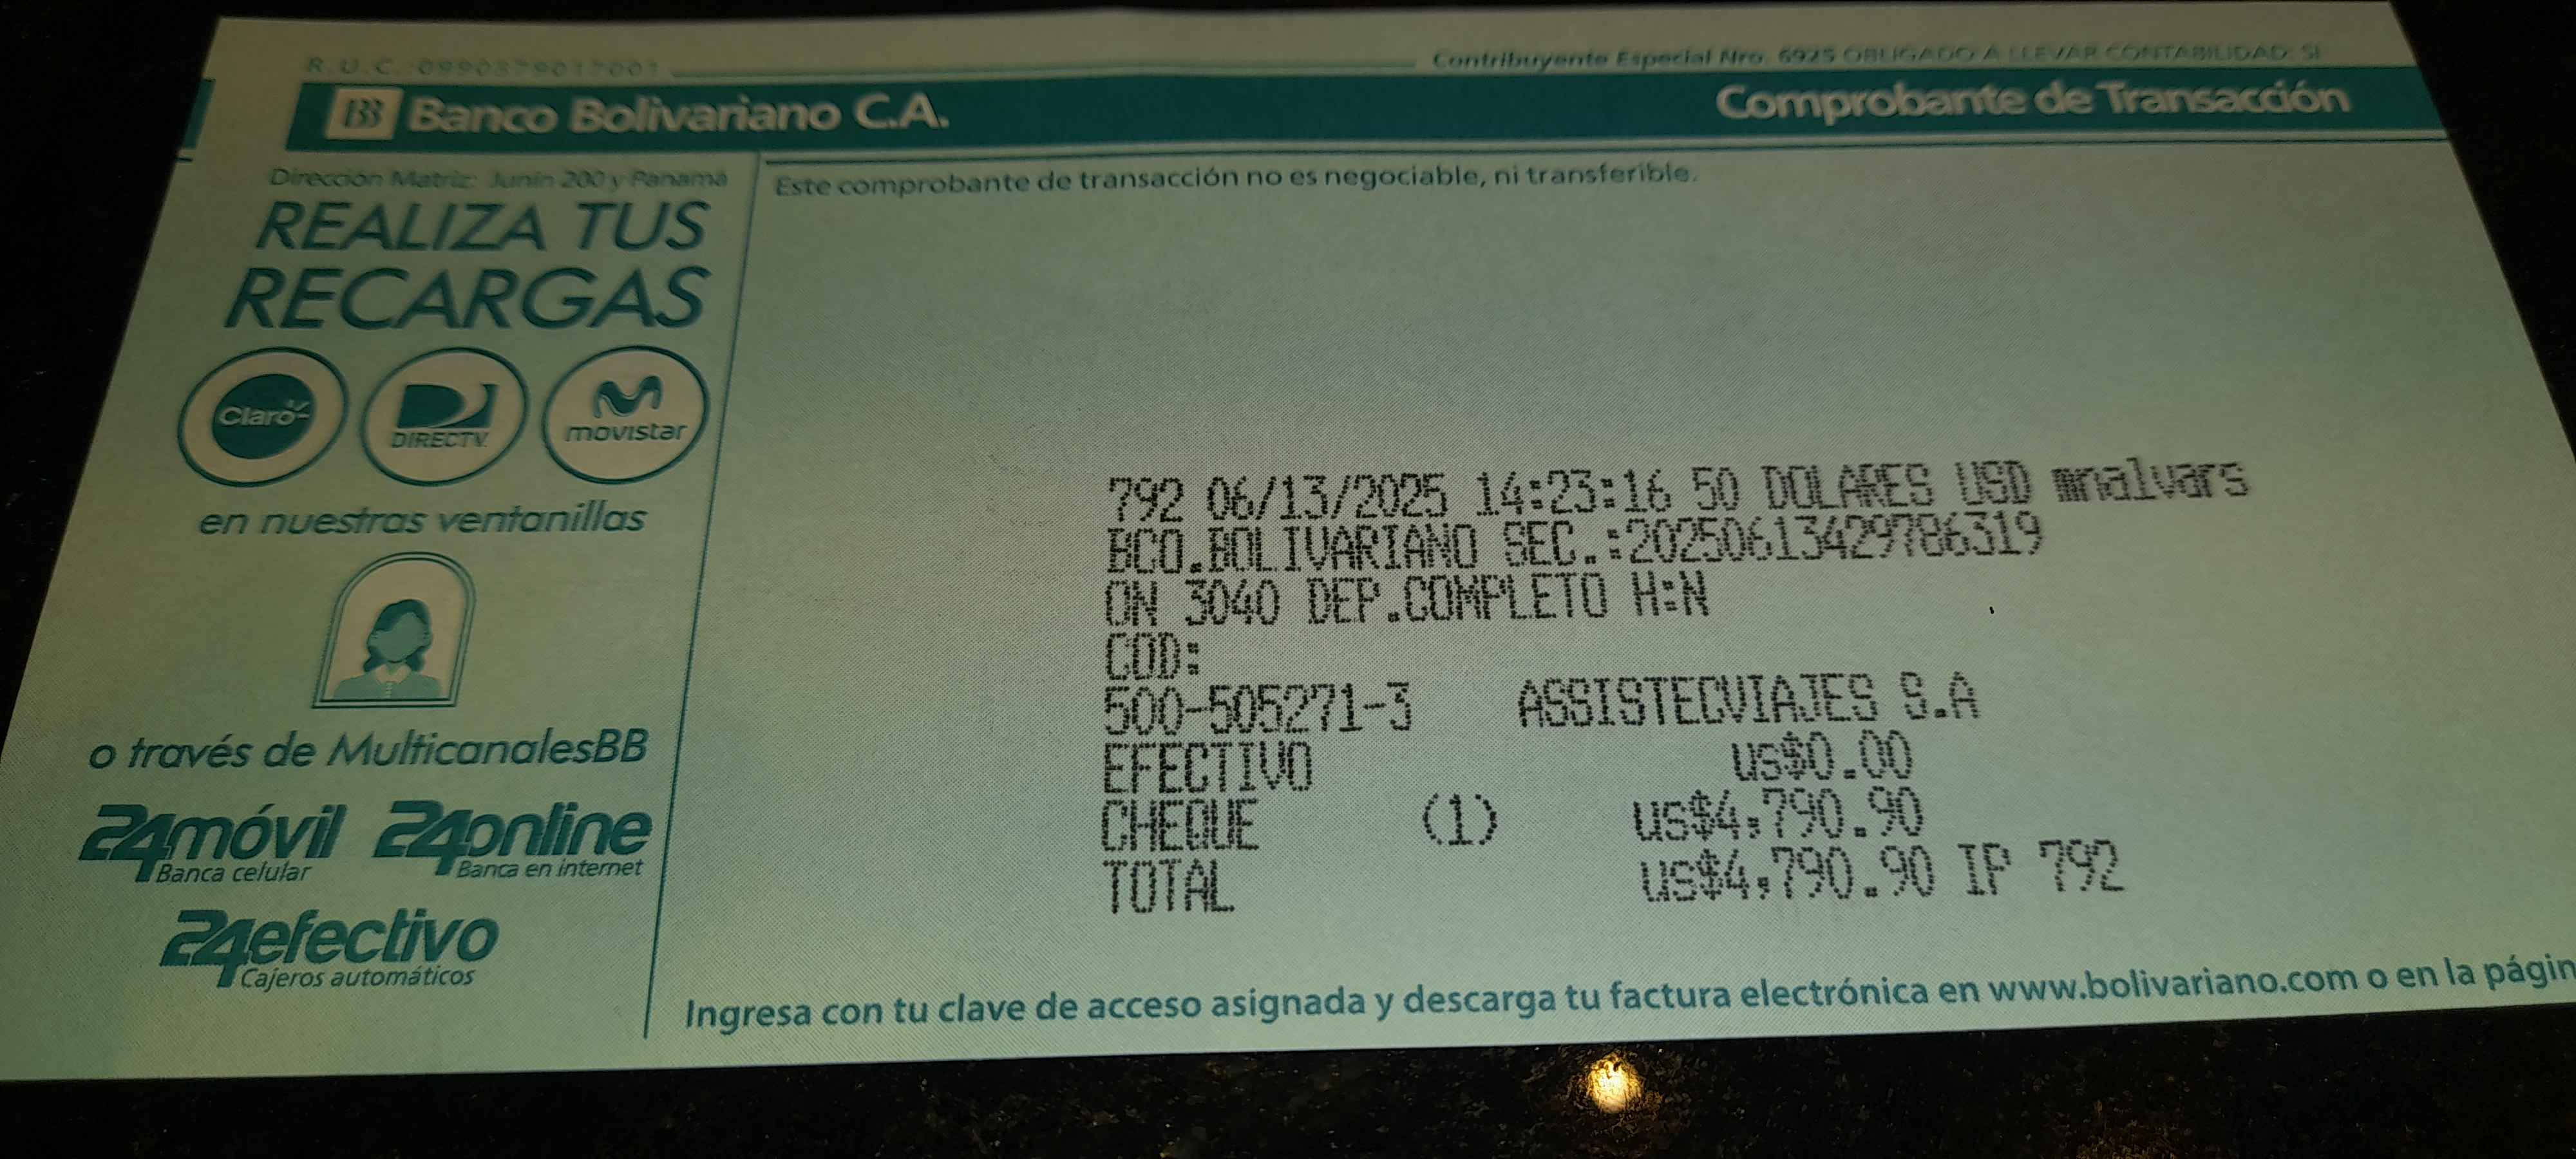 R.U.C.:0990379017001
Contribuyente Especial Nro. 6925 OBLIGADO A LLEVAR CONTABILIDAD: SI
BB Banco Bolivariano C.A.
Comprobante de Transacción
Dirección Matriz: Junín 200 y Panamá
Este comprobante de transacción no es negociable, ni transferible.
REALIZA TUS
RECARGAS
Claro
DIRECTV
movistar
en nuestras ventanillas
o través de MulticanalesBB
24móvil
Banca celular
24online
Banca en internet
24efectivo
Cajeros automáticos
792 06/13/2025 14:23:16 50 DOLARES USD mnalvars
BCO.BOLIVARIANO SEC.:202506134297863​19
ON 3040 DEP.COMPLETO H:N
COD:
500-505271-3 ASSISTECVIAJES S.A
EFECTIVO us$0.00
CHEQUE (1) us$4,790.90
TOTAL us$4,790.90 IP 792
Ingresa con tu clave de acceso asignada y descarga tu factura electrónica en www.bolivariano.com o en la págin